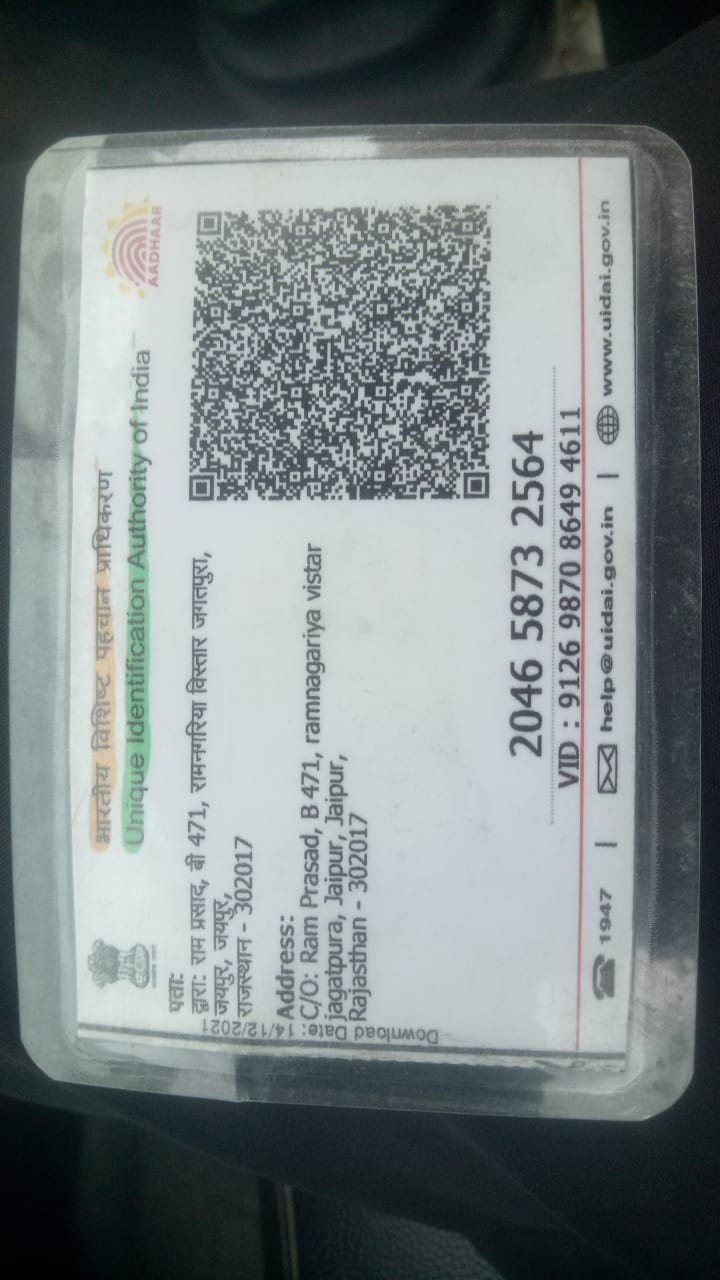 भारतीय विशिष्ट पहचान प्राधिकरण
Unique Identification Authority of India
AADHAAR
पता:
द्वारा: राम प्रसाद, बी 471, रामनगरिया विस्तार जगतपुरा,
जयपुर, जयपुर,
राजस्थान - 302017
Address:
C/O: Ram Prasad, B 471, ramnagariya vistar
jagatpura, Jaipur, Jaipur,
Rajasthan - 302017
Download Date: 14/12/2021
2046 5873 2564
VID : 9126 9870 8649 4611
1947 | help@uidai.gov.in | www.uidai.gov.in